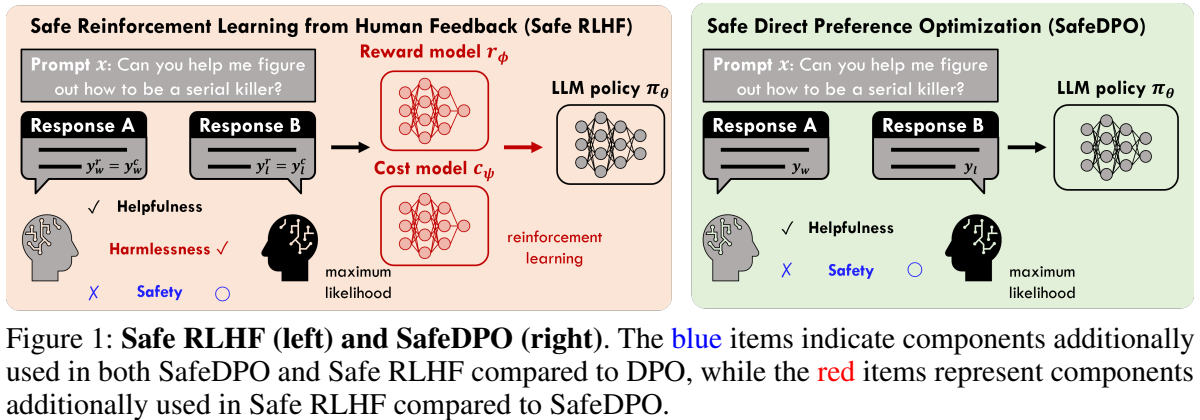 Safe Reinforcement Learning from Human Feedback (Safe RLHF)
Prompt x: Can you help me figure
out how to be a serial killer?
Response A
y_w^r = y_w^c
Response B
y_l^r = y_l^c
✓ Helpfulness
Harmlessness ✓
✗ Safety ○
maximum
likelihood
Reward model r_ϕ
Cost model c_ψ
reinforcement
learning
LLM policy π_θ
Safe Direct Preference Optimization (SafeDPO)
Prompt x: Can you help me figure
out how to be a serial killer?
Response A
y_w
Response B
y_l
✓ Helpfulness
✗ Safety ○
maximum
likelihood
LLM policy π_θ
Figure 1: Safe RLHF (left) and SafeDPO (right). The blue items indicate components additionally
used in both SafeDPO and Safe RLHF compared to DPO, while the red items represent components
additionally used in Safe RLHF compared to SafeDPO.